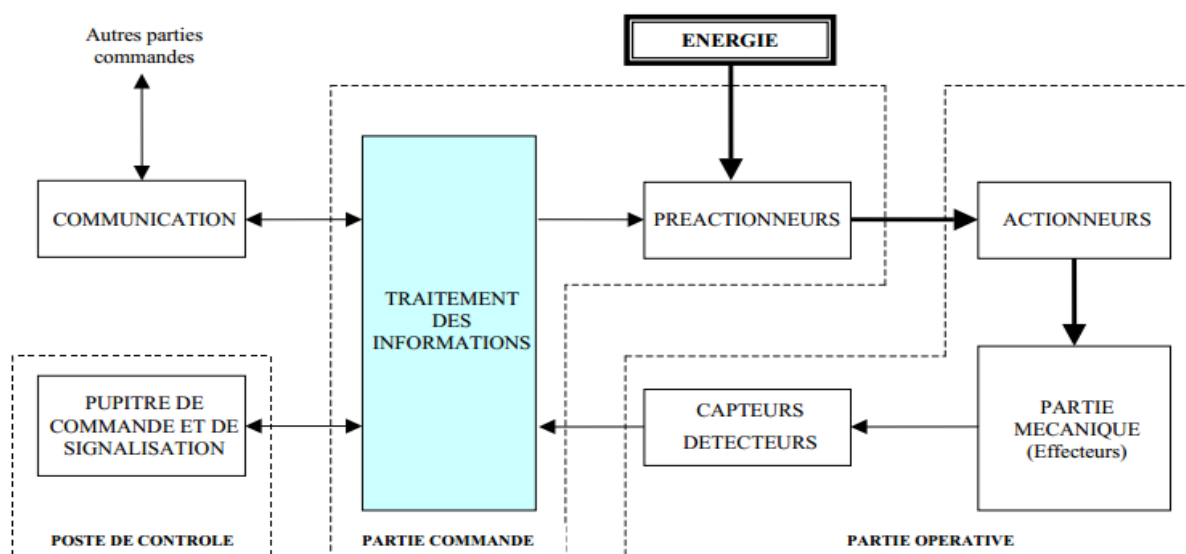 Autres parties
commandes
ENERGIE
COMMUNICATION
PREACTIONNEURS
ACTIONNEURS
TRAITEMENT
DES
INFORMATIONS
PUPITRE DE
COMMANDE ET DE
SIGNALISATION
CAPTEURS
DETECTEURS
PARTIE
MECANIQUE
(Effecteurs)
POSTE DE CONTROLE
PARTIE COMMANDE
PARTIE OPERATIVE